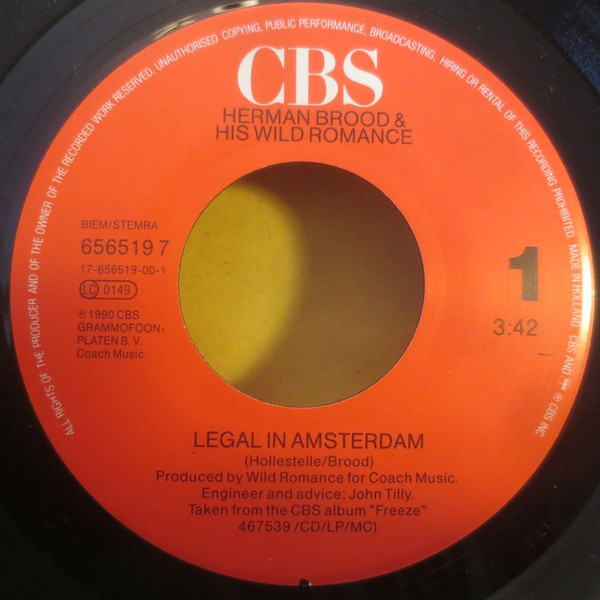 ALL RIGHTS OF THE PRODUCER AND OF THE OWNER OF THE RECORDED WORK RESERVED. UNAUTHORISED COPYING, PUBLIC PERFORMANCE, BROADCASTING, HIRING OR RENTAL OF THIS RECORDING PROHIBITED. MADE IN HOLLAND CBS AND ® CBS INC.
CBS
HERMAN BROOD &
HIS WILD ROMANCE
BIEM/STEMRA
656519 7
17-656519-00-1
LC 0149
℗ 1990 CBS
GRAMMOFOON-
PLATEN B. V.
Coach Music
1
3:42
LEGAL IN AMSTERDAM
(Hollestelle/Brood)
Produced by Wild Romance for Coach Music.
Engineer and advice: John Tilly.
Taken from the CBS album "Freeze"
467539 /CD/LP/MC)